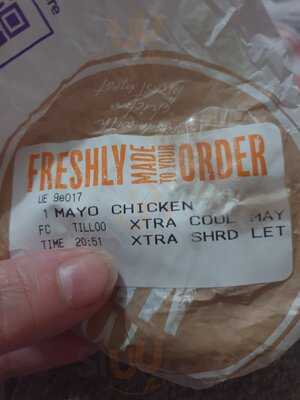 FRESHLY MADE TO YOUR ORDER
UE 9e017
1 MAYO CHICKEN
FC TILL00 XTRA COOL MAY
TIME 20:51 XTRA SHRD LET